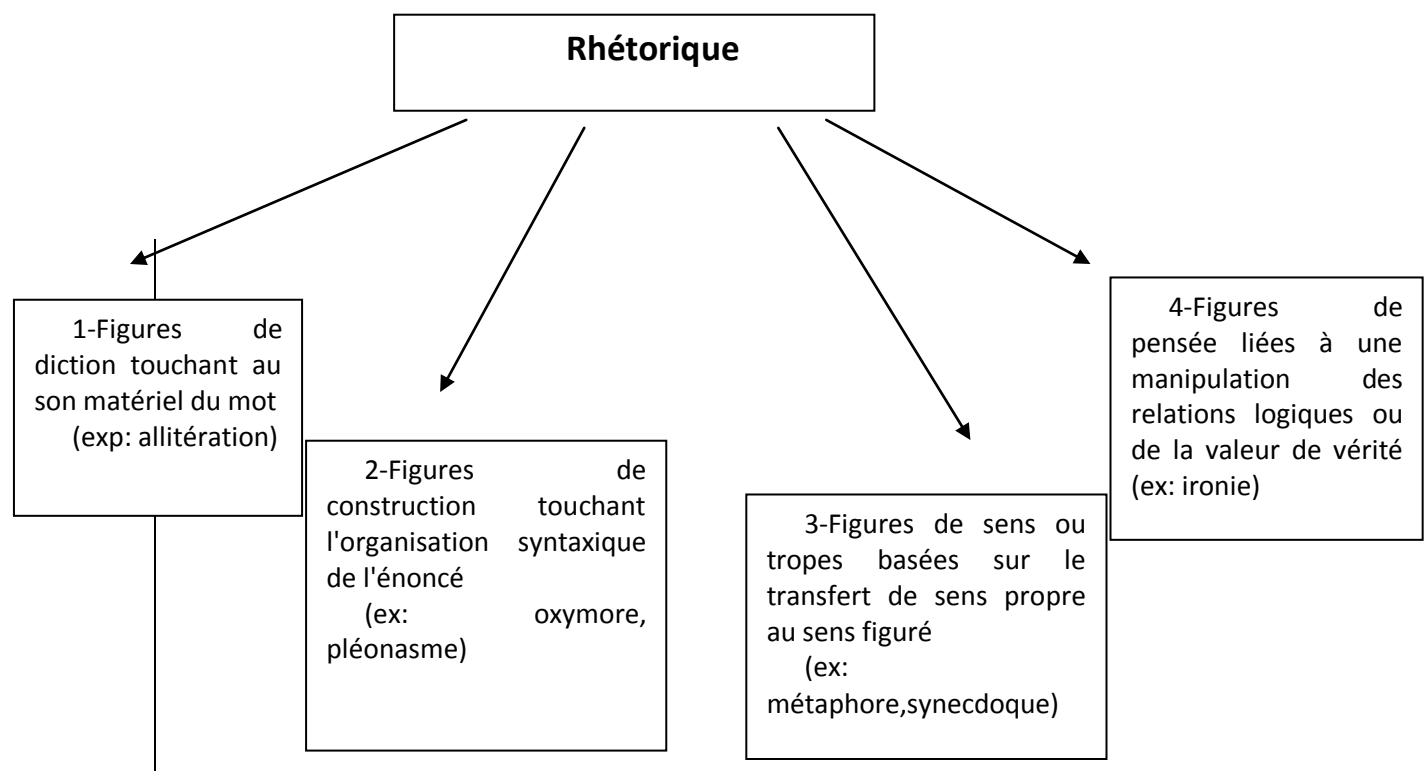 Rhétorique
1-Figures de
diction touchant au
son matériel du mot
(exp: allitération)
2-Figures de
construction touchant
l'organisation syntaxique
de l'énoncé
(ex: oxymore,
pléonasme)
3-Figures de sens ou
tropes basées sur le
transfert de sens propre
au sens figuré
(ex:
métaphore,synecdoque)
4-Figures de
pensée liées à une
manipulation des
relations logiques ou
de la valeur de vérité
(ex: ironie)